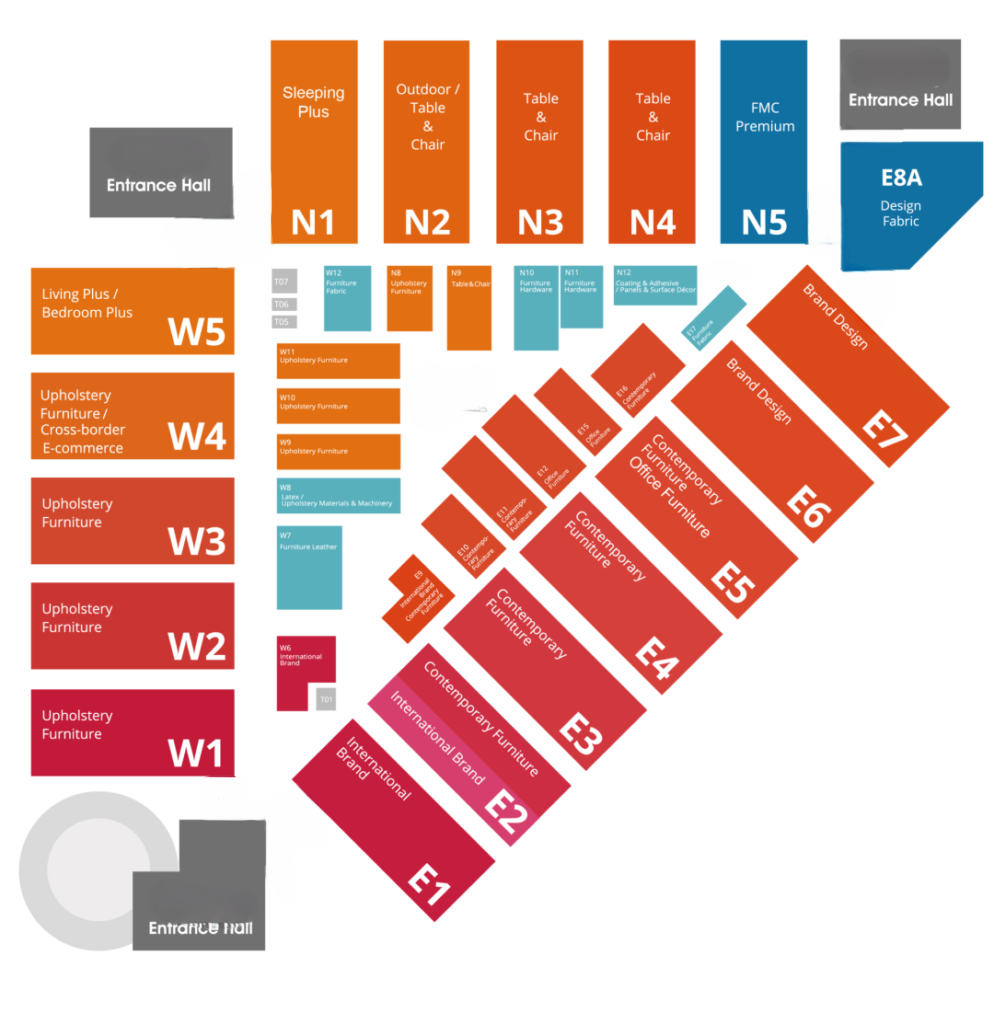 Sleeping
Plus
N1
Outdoor /
Table
&
Chair
N2
Table
&
Chair
N3
Table
&
Chair
N4
FMC
Premium
N5
Entrance Hall
Entrance Hall
E8A
Design
Fabric
Living Plus /
Bedroom Plus
W5
Upholstery
Furniture /
Cross-border
E-commerce
W4
Upholstery
Furniture
W3
Upholstery
Furniture
W2
Upholstery
Furniture
W1
Entrance Hall
T07
T06
T05
W12
Furniture
Fabric
N8
Upholstery
Furniture
N9
Table&Chair
N10
Furniture
Hardware
N11
Furniture
Hardware
N12
Coating & Adhesive
/ Panels & Surface Décor
E17
Furniture
Fabric
W11
Upholstery Furniture
W10
Upholstery Furniture
W9
Upholstery Furniture
W8
Latex /
Upholstery Materials & Machinery
W7
Furniture Leather
W6
International
Brand
T01
E16
Contemporary
Furniture
E15
Office
Furniture
E12
Office
Furniture
E11
Contempo-
rary
Furniture
E10
Contempo-
rary
Furniture
E9
International
Brand
Contemporary
Furniture
Brand Design
E7
Brand Design
E6
Contemporary
Furniture
Office Furniture
E5
Contemporary
Furniture
E4
Contemporary
Furniture
E3
Contemporary Furniture
International Brand
E2
International
Brand
E1